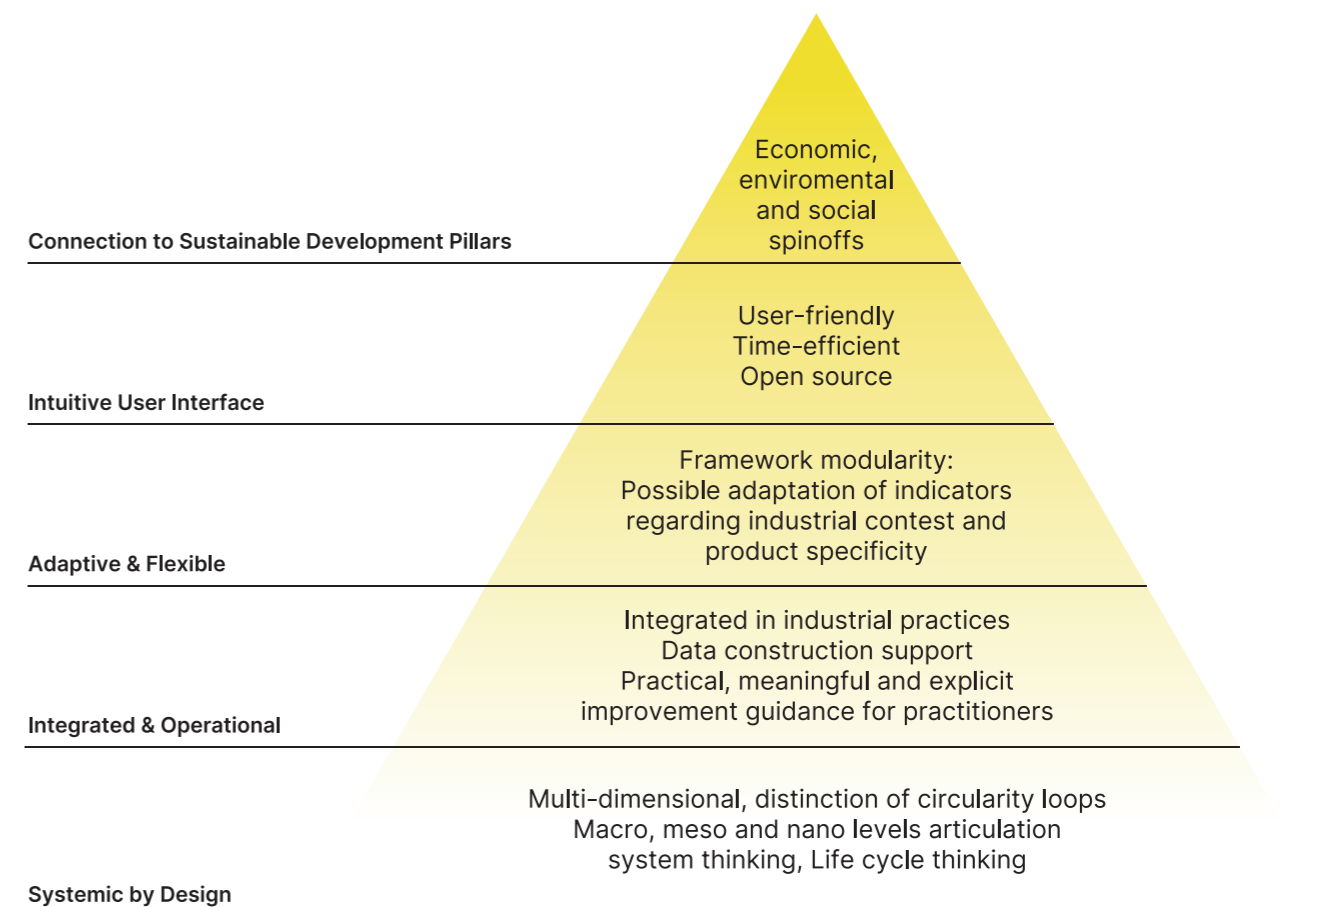 Economic,
enviromental
and social
spinoffs
Connection to Sustainable Development Pillars
User-friendly
Time-efficient
Open source
Intuitive User Interface
Framework modularity:
Possible adaptation of indicators
regarding industrial contest and
product specificity
Adaptive & Flexible
Integrated in industrial practices
Data construction support
Practical, meaningful and explicit
improvement guidance for practitioners
Integrated & Operational
Multi-dimensional, distinction of circularity loops
Macro, meso and nano levels articulation
system thinking, Life cycle thinking
Systemic by Design